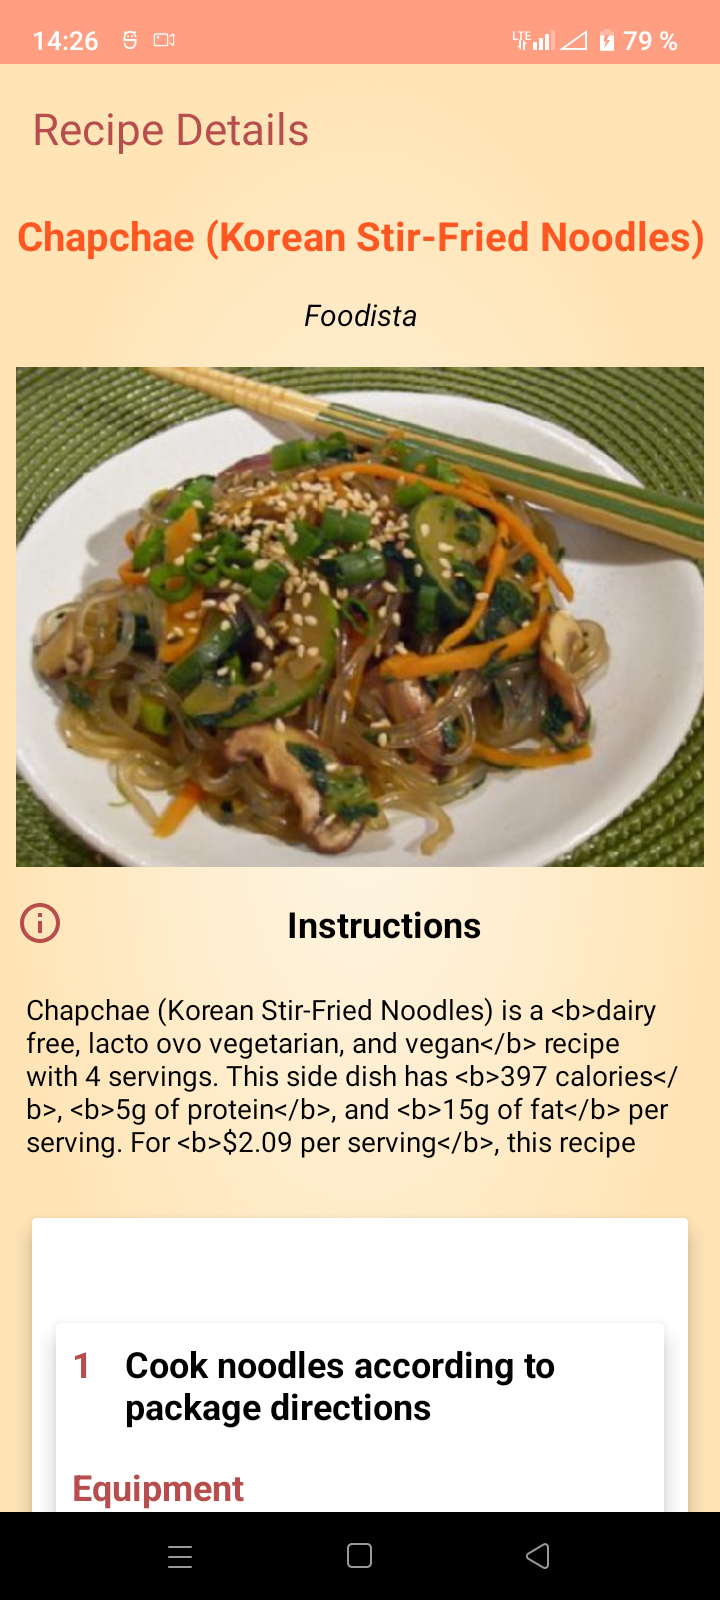 14:26 LTE 79 %
Recipe Details
Chapchae (Korean Stir-Fried Noodles)
Foodista
Instructions
Chapchae (Korean Stir-Fried Noodles) is a <b>dairy
free, lacto ovo vegetarian, and vegan</b> recipe
with 4 servings. This side dish has <b>397 calories</
b>, <b>5g of protein</b>, and <b>15g of fat</b> per
serving. For <b>$2.09 per serving</b>, this recipe
1 Cook noodles according to
package directions
Equipment